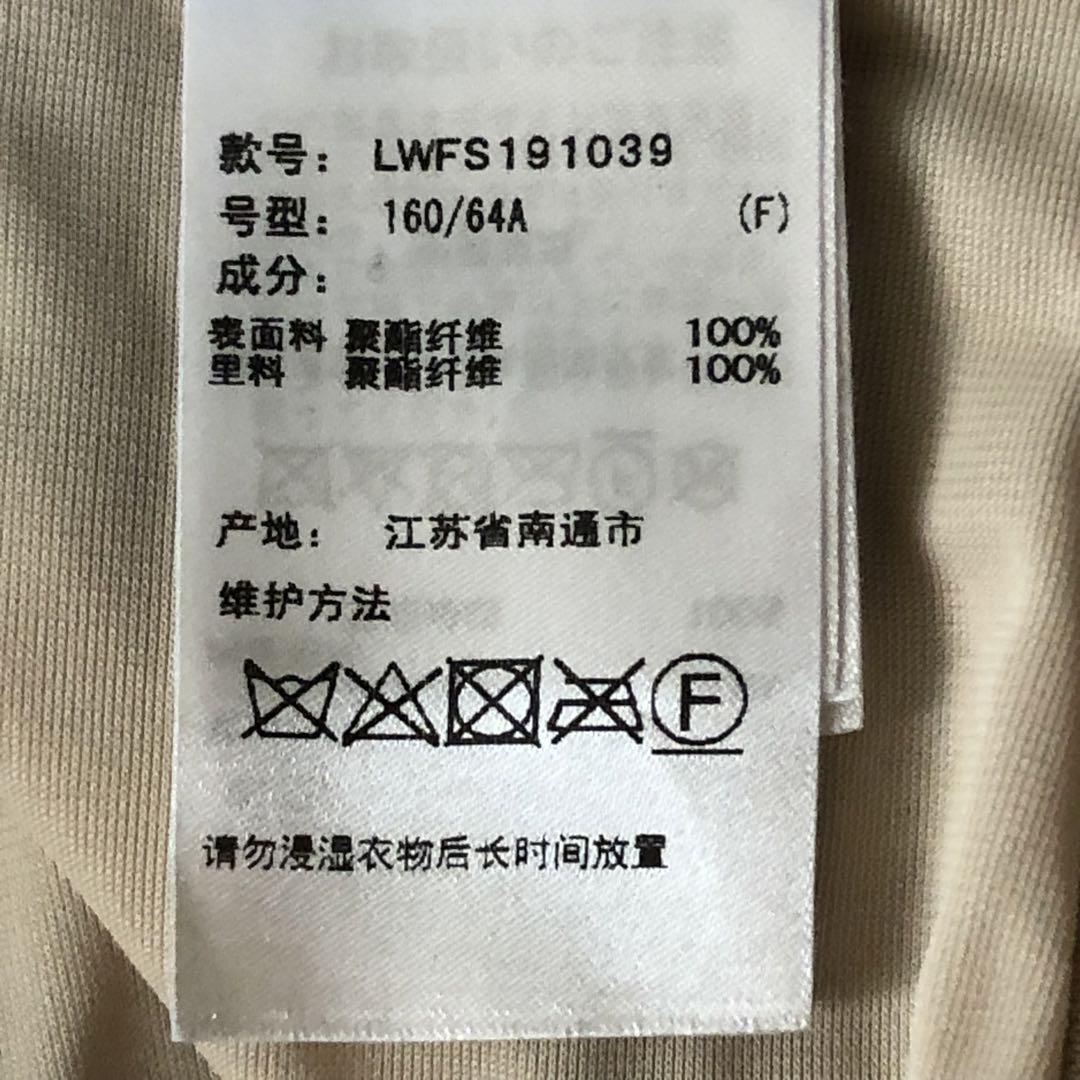 款号： LWFS191039
号型： 160/64A (F)
成分：
表面料 聚酯纤维 100%
里料 聚酯纤维 100%
产地： 江苏省南通市
维护方法
F
请勿浸湿衣物后长时间放置